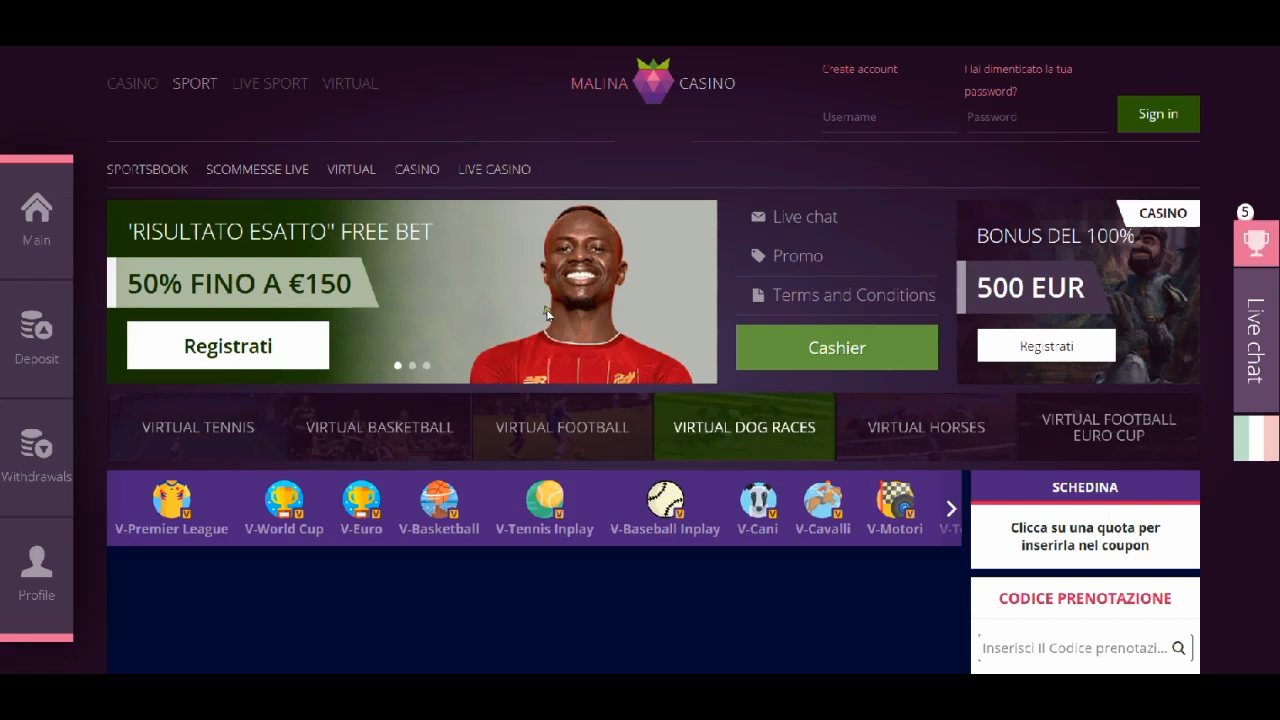 CASINO SPORT LIVE SPORT VIRTUAL
MALINA CASINO
Create account
Hai dimenticato la tua
password?
Username
Password
Sign in
SPORTSBOOK SCOMMESSE LIVE VIRTUAL CASINO LIVE CASINO
Main
Deposit
Withdrawals
Profile
'RISULTATO ESATTO" FREE BET
50% FINO A €150
Registrati
Live chat
Promo
Terms and Conditions
Cashier
CASINO
BONUS DEL 100%
500 EUR
Registrati
5
Live chat
VIRTUAL TENNIS
VIRTUAL BASKETBALL
VIRTUAL FOOTBALL
VIRTUAL DOG RACES
VIRTUAL HORSES
VIRTUAL FOOTBALL
EURO CUP
V-Premier League V-World Cup V-Euro V-Basketball V-Tennis Inplay V-Baseball Inplay V-Cani V-Cavalli V-Motori
SCHEDINA
Clicca su una quota per
inserirla nel coupon
CODICE PRENOTAZIONE
Inserisci Il Codice prenotazi...